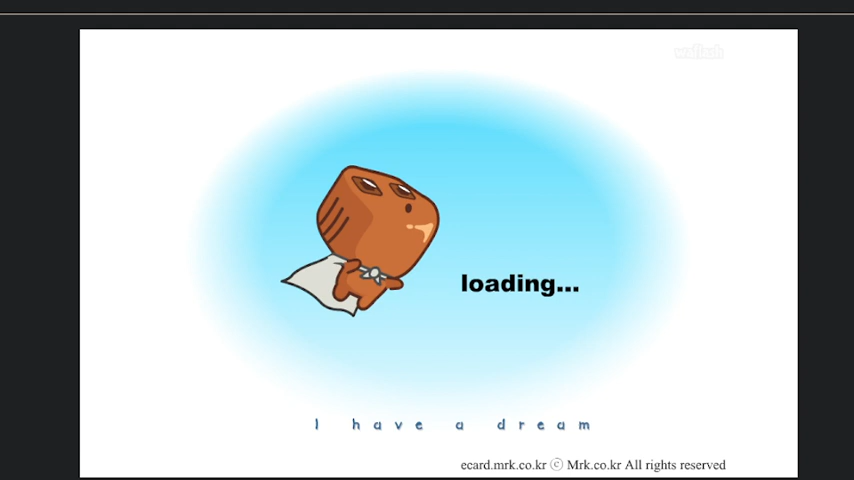 loading...
I have a dream
ecard.mrk.co.kr ⓒ Mrk.co.kr All rights reserved